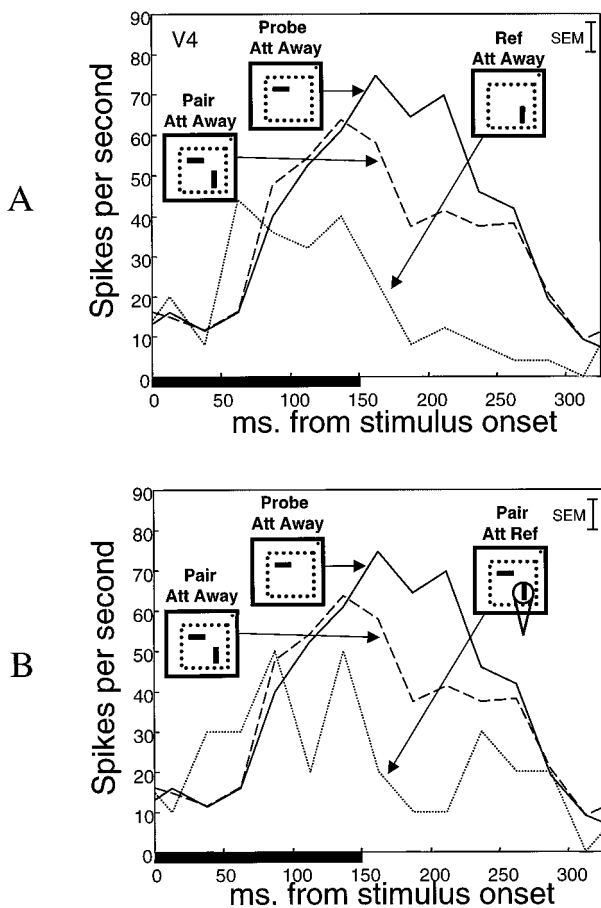 A
V4
Probe
Att Away
Ref
Att Away
SEM
Pair
Att Away
Spikes per second
90
80
70
60
50
40
30
20
10
0
0
50
100
150
200
250
300
ms. from stimulus onset
B
Probe
Att Away
Pair
Att Ref
SEM
Pair
Att Away
Spikes per second
90
80
70
60
50
40
30
20
10
0
0
50
100
150
200
250
300
ms. from stimulus onset